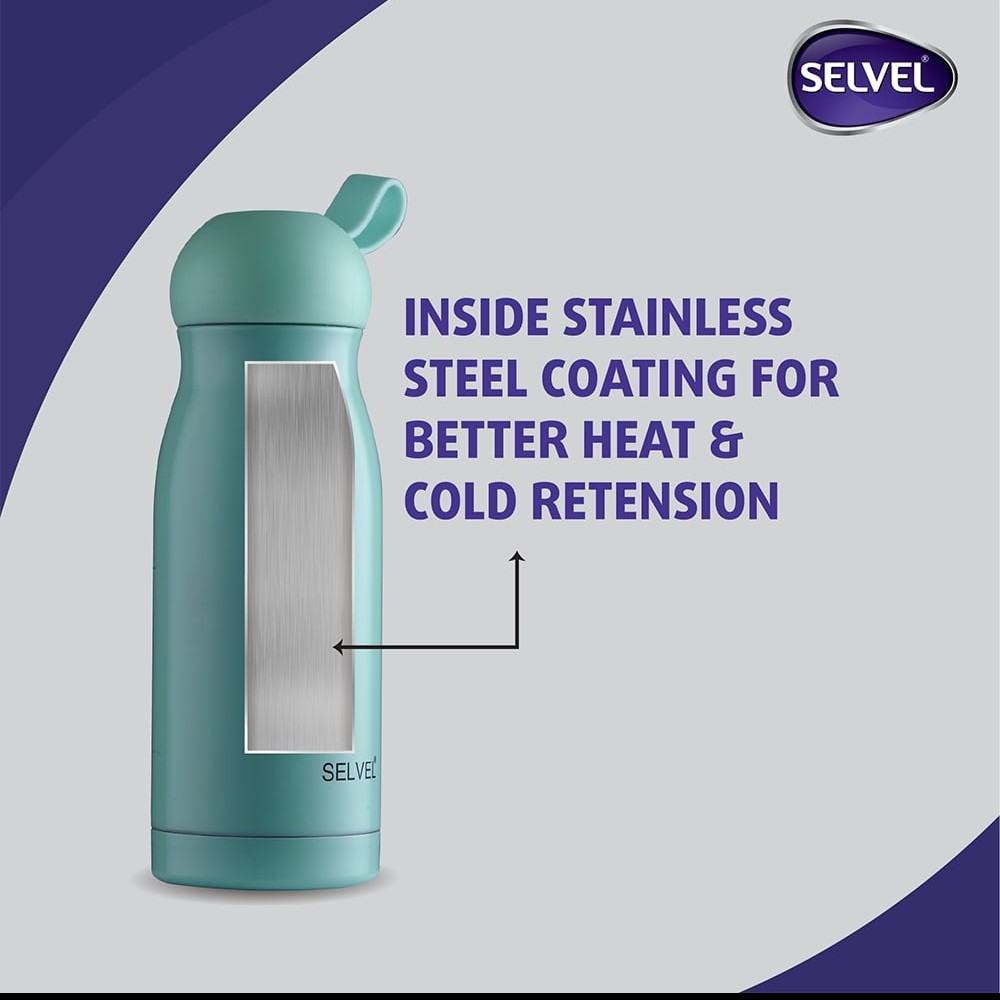 SELVEL®
INSIDE STAINLESS
STEEL COATING FOR
BETTER HEAT &
COLD RETENSION
SELVEL®